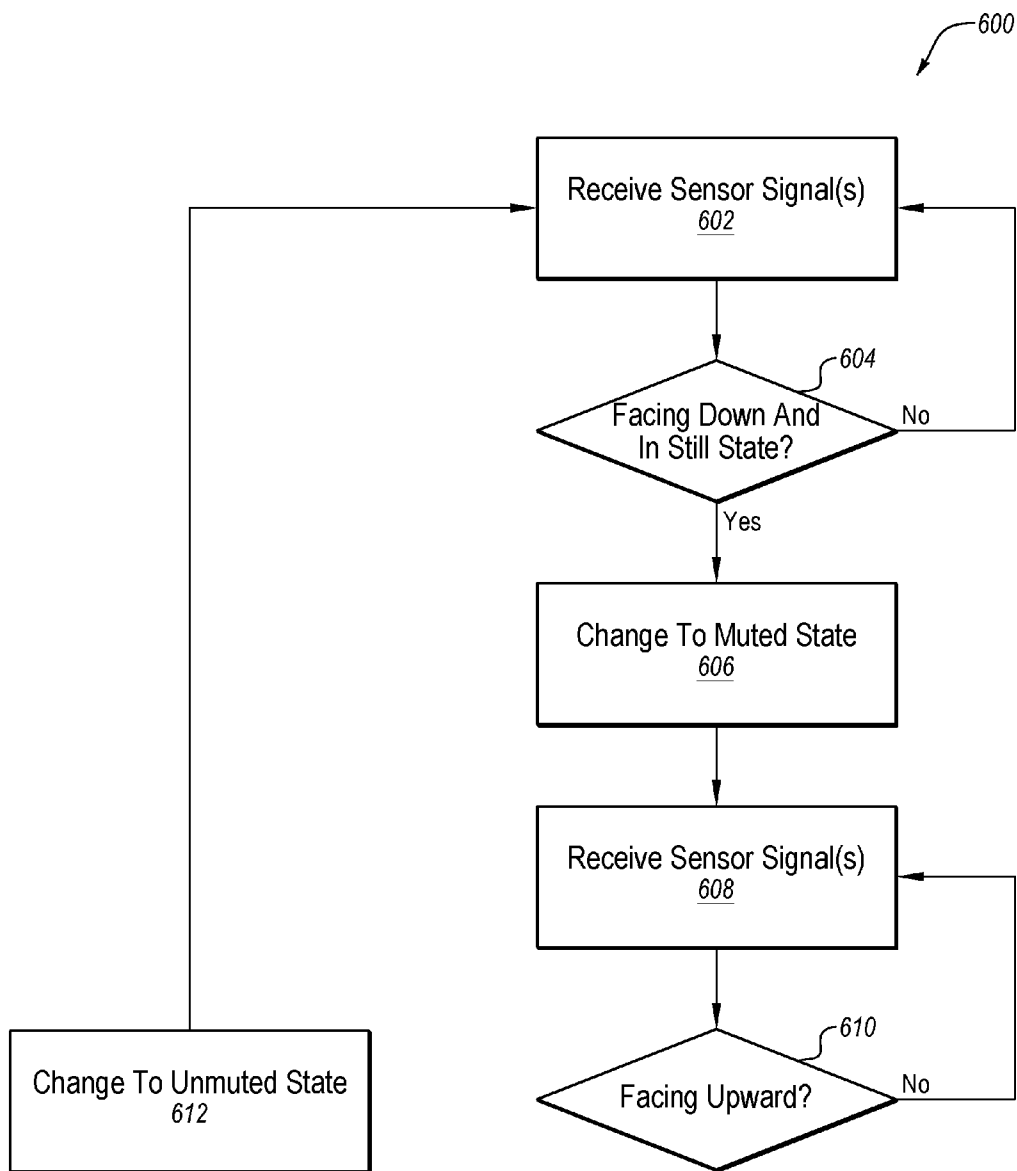 600
Receive Sensor Signal(s)
602
604
Facing Down And
In Still State?
No
Yes
Change To Muted State
606
Receive Sensor Signal(s)
608
610
Facing Upward?
No
Change To Unmuted State
612